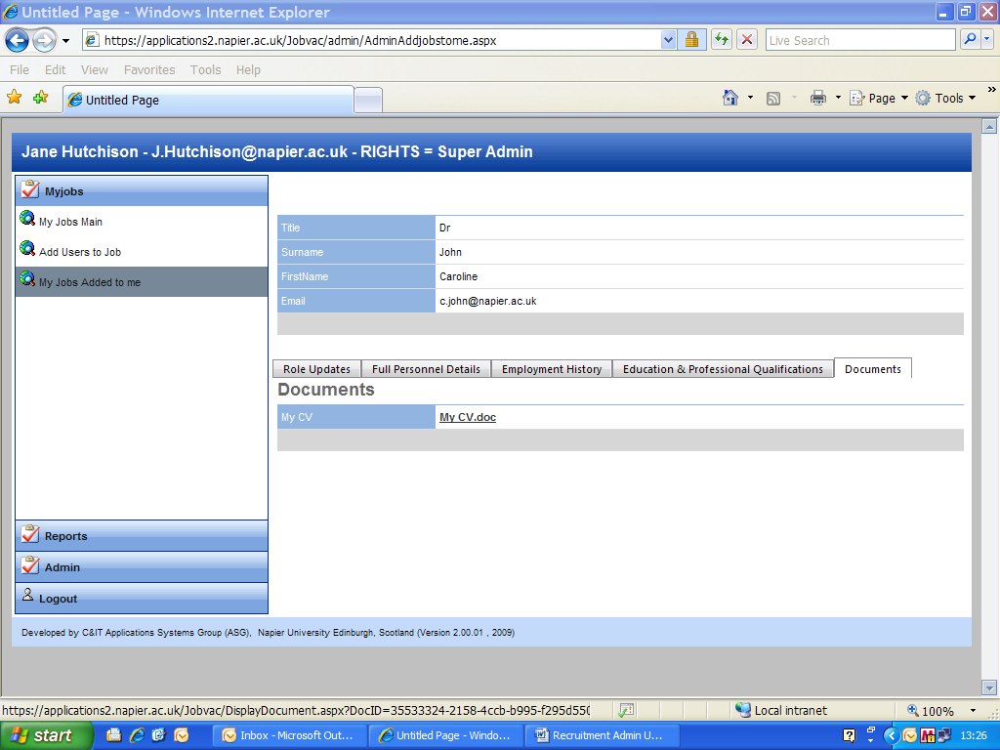 Untitled Page - Windows Internet Explorer
https://applications2.napier.ac.uk/Jobvac/admin/AdminAddjobstome.aspx
Live Search
File Edit View Favorites Tools Help
Untitled Page
Page Tools
Jane Hutchison - J.Hutchison@napier.ac.uk - RIGHTS = Super Admin
Myjobs
My Jobs Main
Add Users to Job
My Jobs Added to me
Reports
Admin
Logout
Title Dr
Surname John
FirstName Caroline
Email c.john@napier.ac.uk
Role Updates Full Personnel Details Employment History Education & Professional Qualifications Documents
Documents
My CV My CV.doc
Developed by C&IT Applications Systems Group (ASG), Napier University Edinburgh, Scotland (Version 2.00.01 , 2009)
https://applications2.napier.ac.uk/Jobvac/DisplayDocument.aspx?DocID=35533324-2158-4ccb-b995-f295d550
Local intranet
100%
start
Inbox - Microsoft Out...
Untitled Page - Windo...
Recruitment Admin U...
13:26